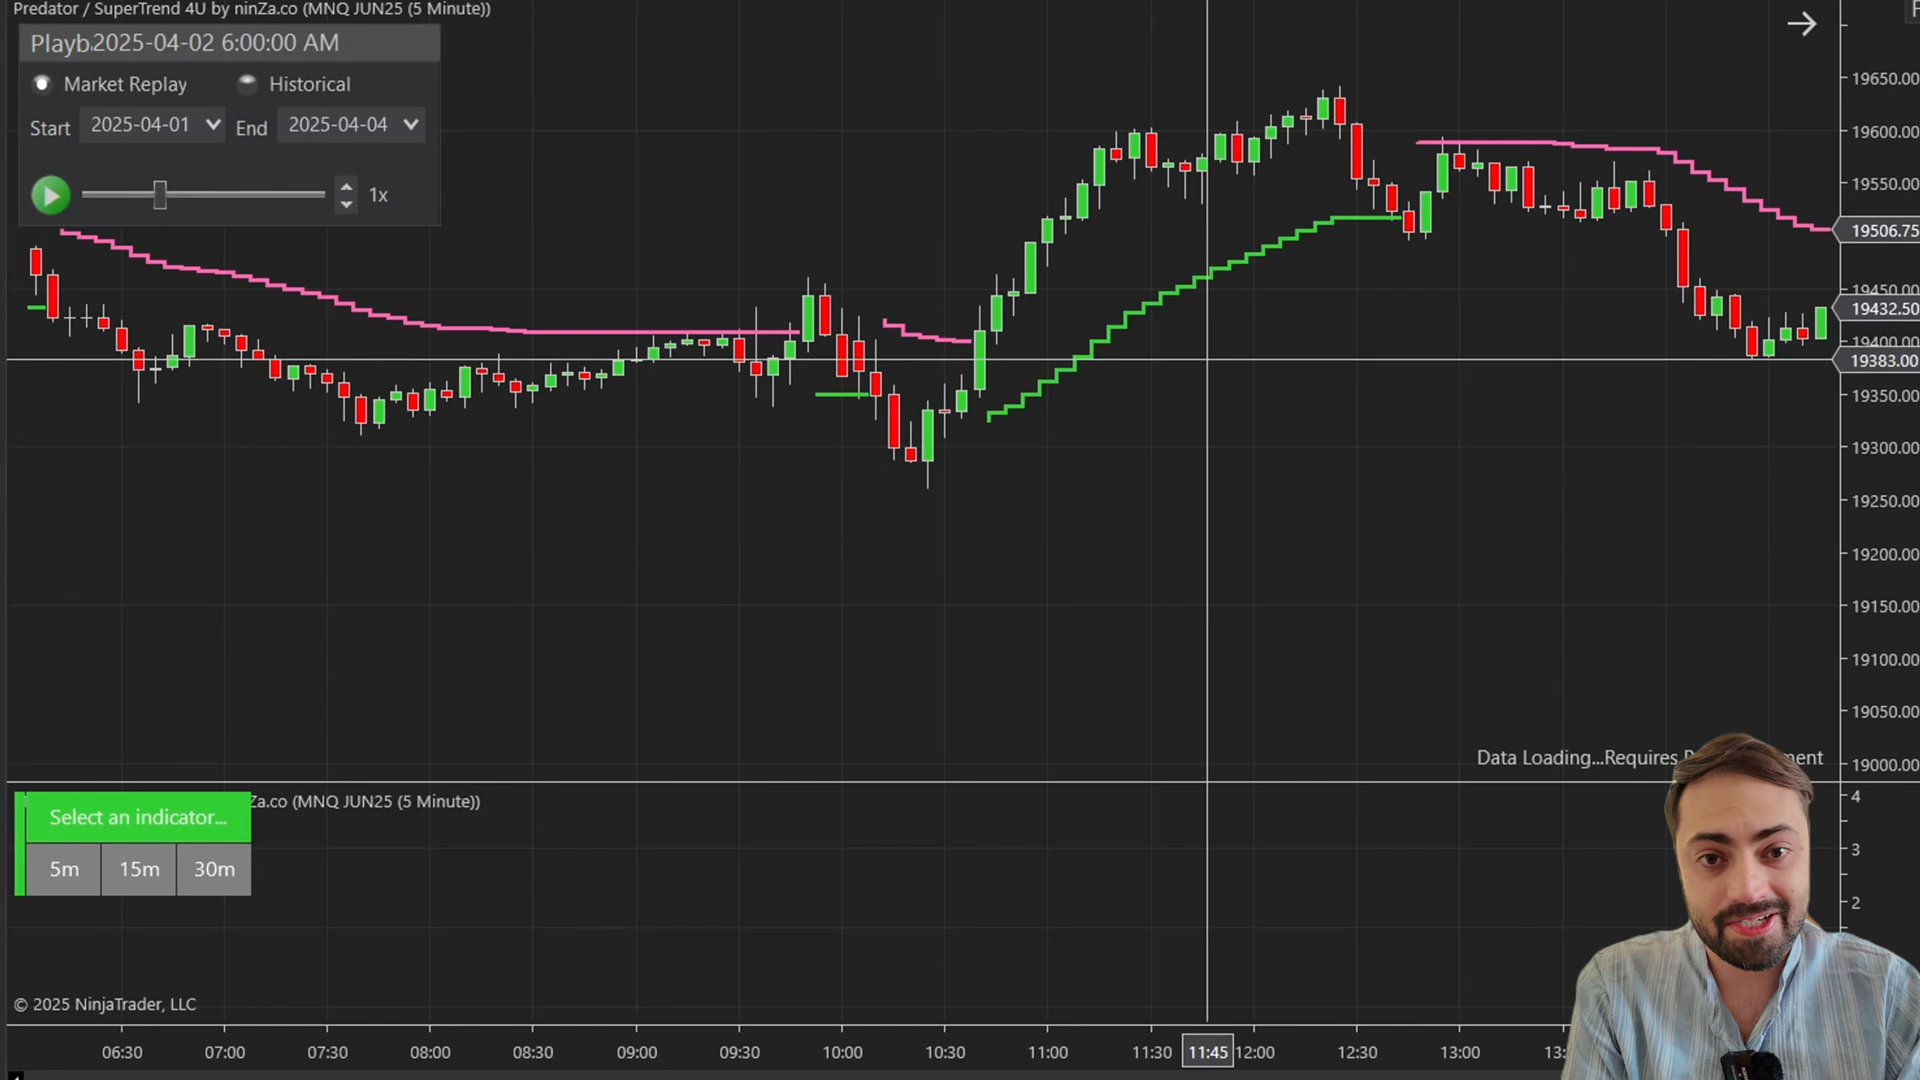 Predator / SuperTrend 4U by ninZa.co (MNQ JUN25 (5 Minute))
Playb 2025-04-02 6:00:00 AM
Market Replay
Historical
Start 2025-04-01 End 2025-04-04
1x
19650.00
19600.00
19550.00
19506.75
19450.00
19432.50
19400.00
19383.00
19350.00
19300.00
19250.00
19200.00
19150.00
19100.00
19050.00
19000.00
Data Loading...Requires
Za.co (MNQ JUN25 (5 Minute))
Select an indicator...
5m 15m 30m
4
3
2
© 2025 NinjaTrader, LLC
06:30 07:00 07:30 08:00 08:30 09:00 09:30 10:00 10:30 11:00 11:30 11:45 12:00 12:30 13:00